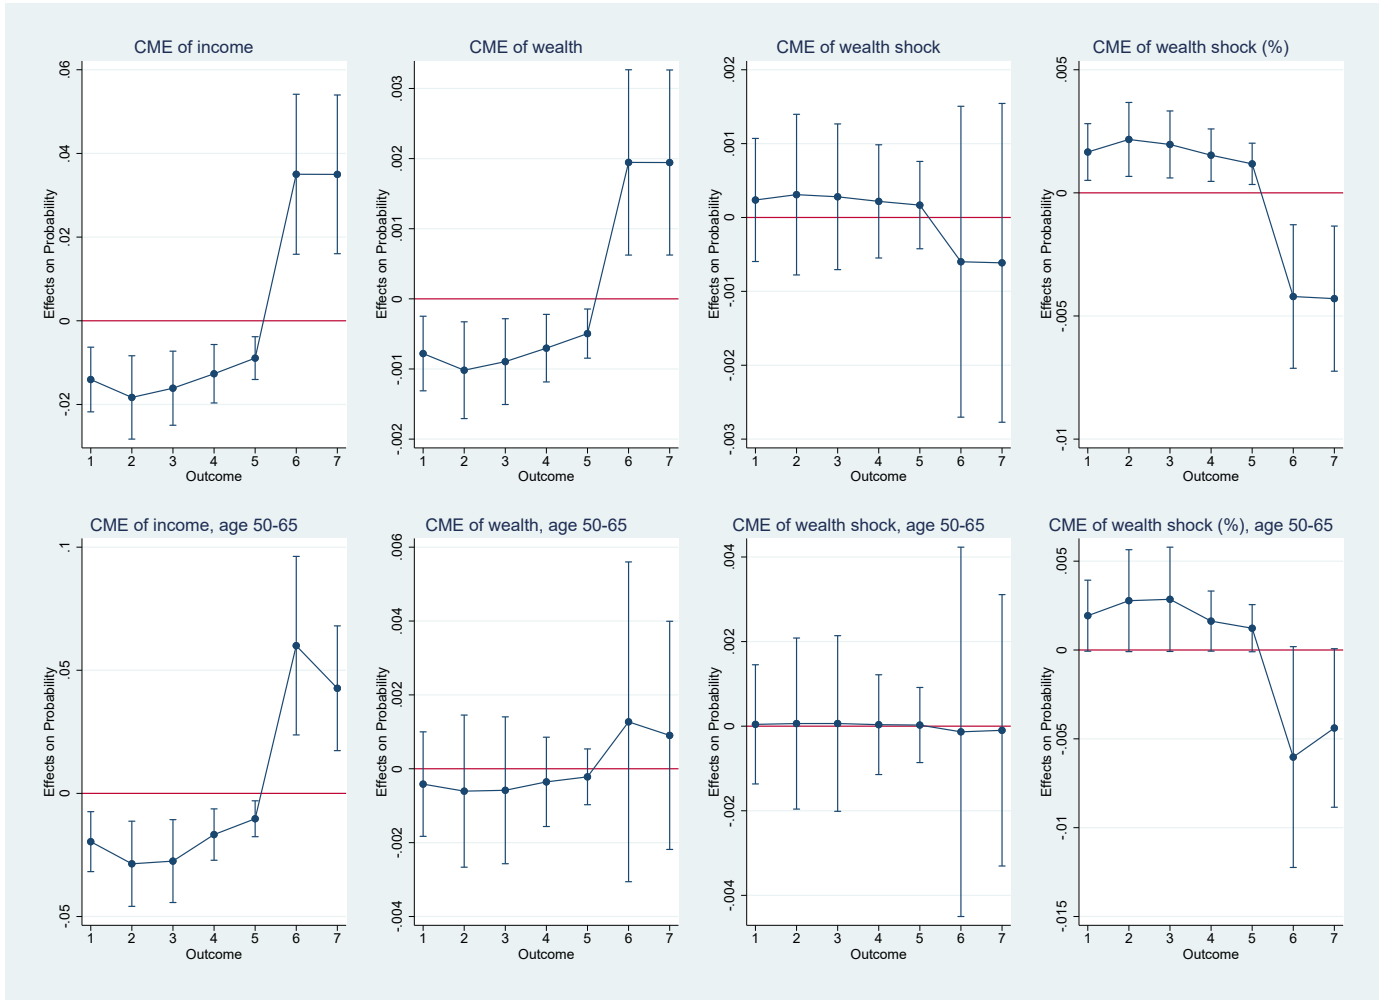 CME of income
Effects on Probability
.06
.04
.02
0
-.02
1 2 3 4 5 6 7
Outcome
CME of wealth
Effects on Probability
.003
.002
.001
0
-.001
-.002
1 2 3 4 5 6 7
Outcome
CME of wealth shock
Effects on Probability
.002
.001
0
-.001
-.002
-.003
1 2 3 4 5 6 7
Outcome
CME of wealth shock (%)
Effects on Probability
.005
0
-.005
-.01
1 2 3 4 5 6 7
Outcome
CME of income, age 50-65
Effects on Probability
.1
.05
0
-.05
1 2 3 4 5 6 7
Outcome
CME of wealth, age 50-65
Effects on Probability
.006
.004
.002
0
-.002
-.004
1 2 3 4 5 6 7
Outcome
CME of wealth shock, age 50-65
Effects on Probability
.004
.002
0
-.002
-.004
1 2 3 4 5 6 7
Outcome
CME of wealth shock (%), age 50-65
Effects on Probability
.005
0
-.005
-.01
-.015
1 2 3 4 5 6 7
Outcome